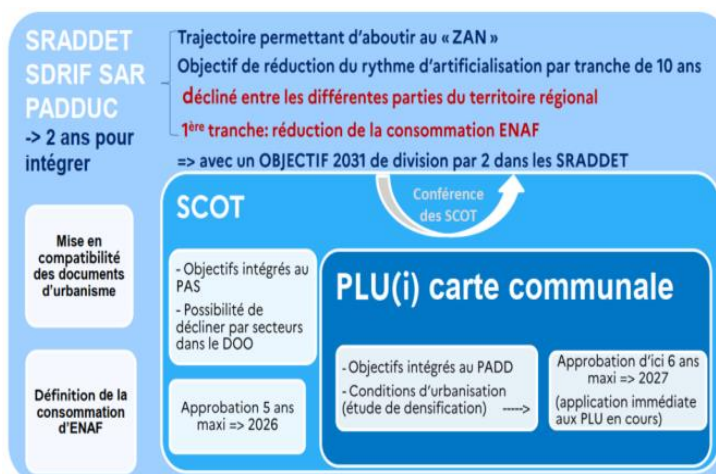 SRADDET
SDRIF SAR
PADDUC
-> 2 ans pour
intégrer
Trajectoire permettant d'aboutir au « ZAN »
Objectif de réduction du rythme d'artificialisation par tranche de 10 ans
décliné entre les différentes parties du territoire régional
1ère tranche: réduction de la consommation ENAF
=> avec un OBJECTIF 2031 de division par 2 dans les SRADDET
Conférence
des SCOT
Mise en
compatibilité
des documents
d'urbanisme
Définition de la
consommation
d'ENAF
SCOT
- Objectifs intégrés au
PAS
- Possibilité de
décliner par secteurs
dans le DOO
Approbation 5 ans
maxi => 2026
PLU(i) carte communale
- Objectifs intégrés au PADD
- Conditions d'urbanisation
(étude de densification) ----->
Approbation d'ici 6 ans
maxi => 2027
(application immédiate
aux PLU en cours)